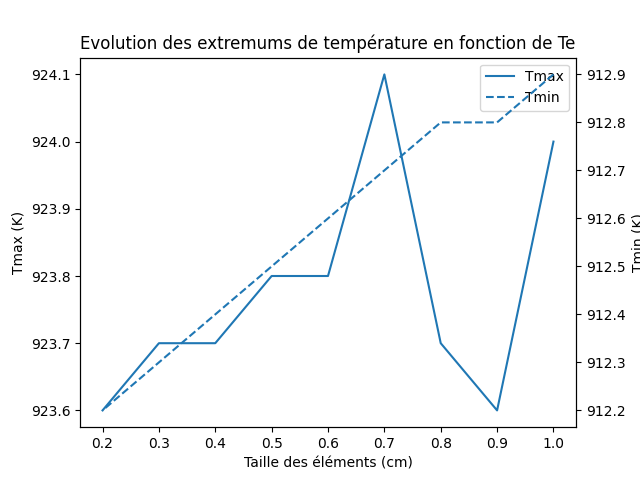 Evolution des extremums de température en fonction de Te
Tmax
Tmin
924.1
924.0
923.9
923.8
923.7
923.6
Tmax (K)
912.9
912.8
912.7
912.6
912.5
912.4
912.3
912.2
Tmin (K)
0.2 0.3 0.4 0.5 0.6 0.7 0.8 0.9 1.0
Taille des éléments (cm)